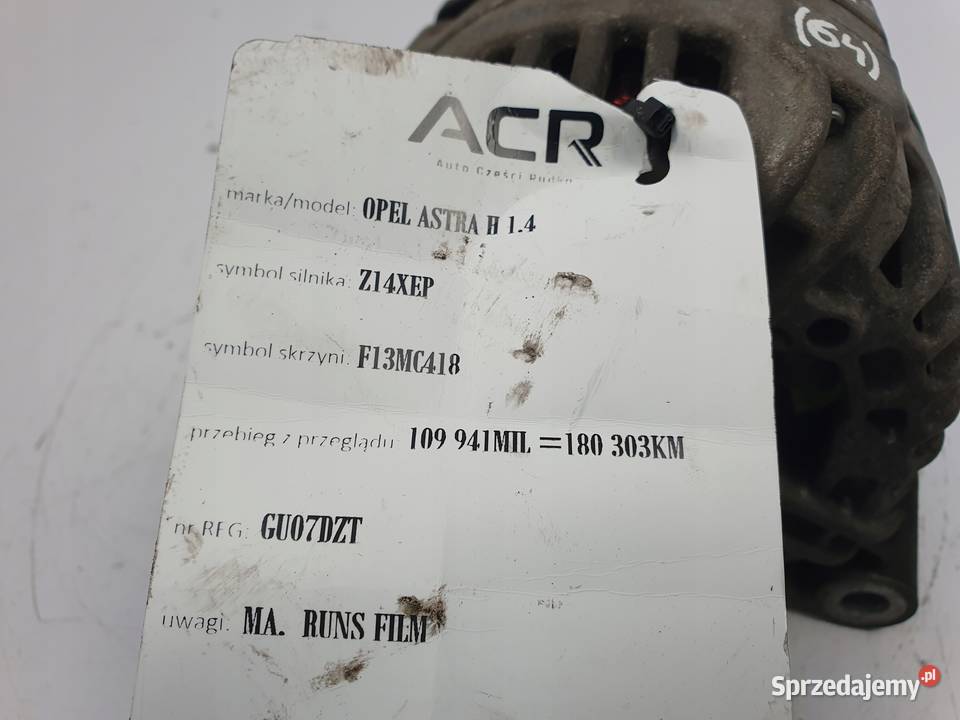 (64)
ACR
Auto Części Rudka
marka/model: OPEL ASTRA H 1.4
symbol silnika: Z14XEP
symbol skrzyni: F13MC418
przebieg z przeglądu: 109 941MIL =180 303KM
nr REG: GU07DZT
uwagi: MA. RUNS FILM
Sprzedajemy.pl